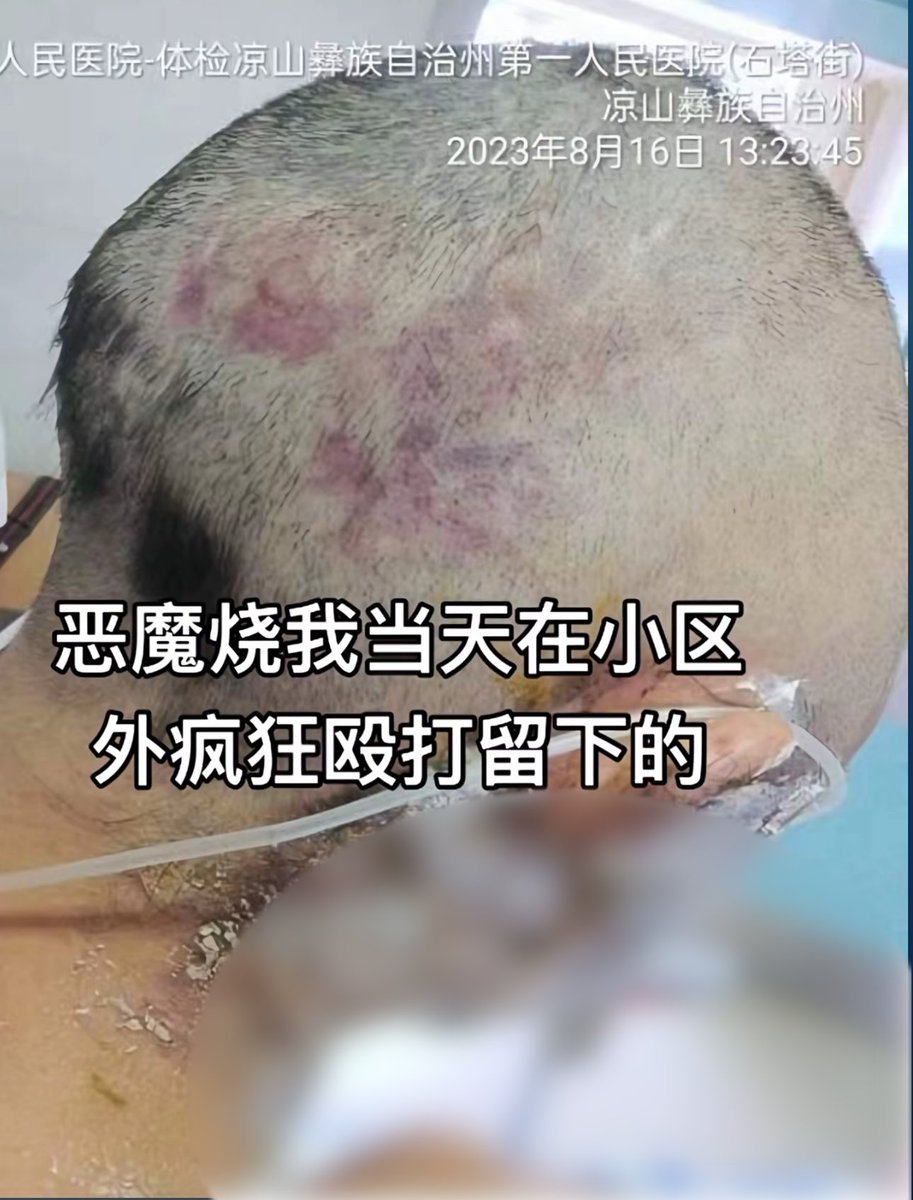 人民医院-体检凉山彝族自治州第一人民医院(石塔街)
凉山彝族自治州
2023年8月16日 13:23:45
恶魔烧我当天在小区
外疯狂殴打留下的